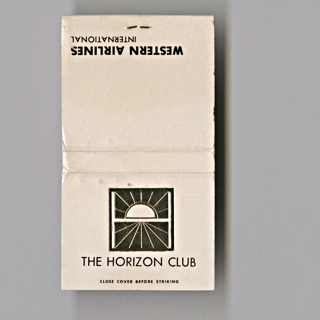 WESTERN AIRLINES
INTERNATIONAL
THE HORIZON CLUB
CLOSE COVER BEFORE STRIKING